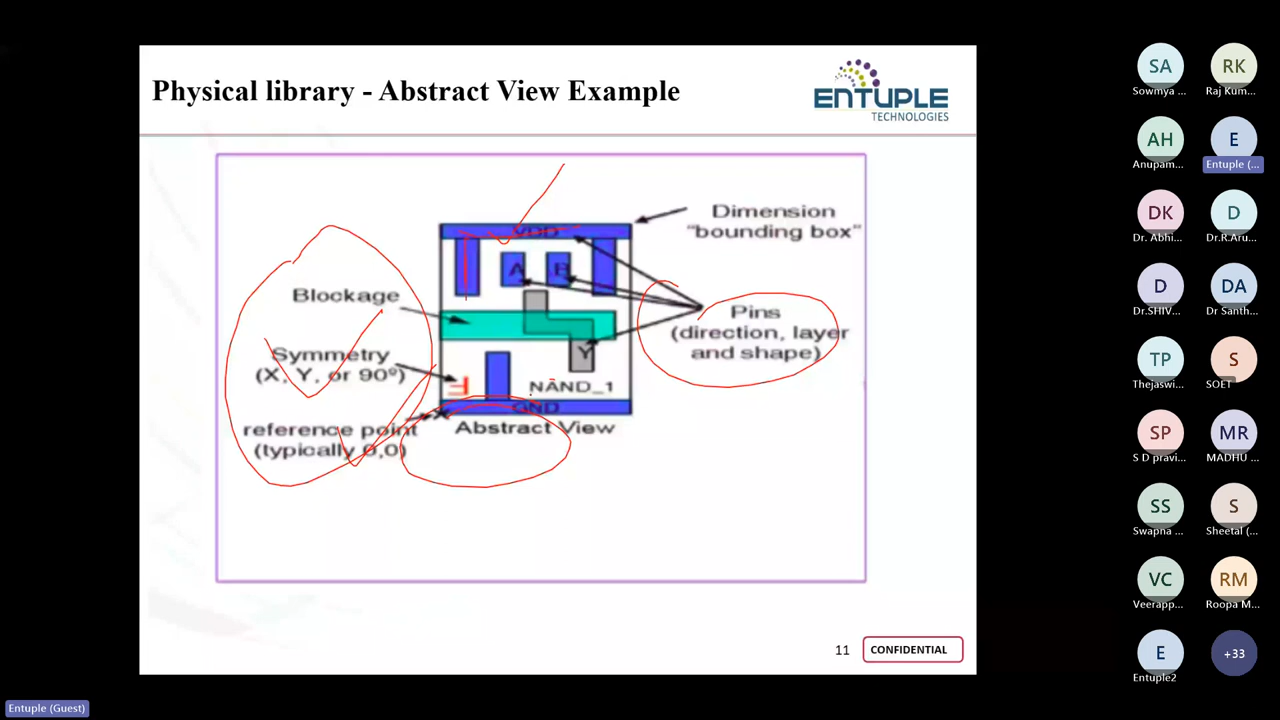 Physical library - Abstract View Example
ENTUPLE
TECHNOLOGIES
VDD
Dimension
"bounding box"
A
B
Blockage
Pins
(direction, layer
and shape)
Symmetry
(X, Y, or 90º)
Y
F
NAND_1
GND
reference point
(typically 0,0)
Abstract View
11
CONFIDENTIAL
SA
Sowmya ...
RK
Raj Kum...
AH
Anupam...
E
Entuple (...
DK
Dr. Abhi...
D
Dr.R.Aru...
D
Dr.SHIV...
DA
Dr Santh...
TP
Thejaswi...
S
SOET
SP
S D pravi...
MR
MADHU ...
SS
Swapna ...
S
Sheetal (...
VC
Veerapp...
RM
Roopa M...
E
Entuple2
+33
Entuple (Guest)